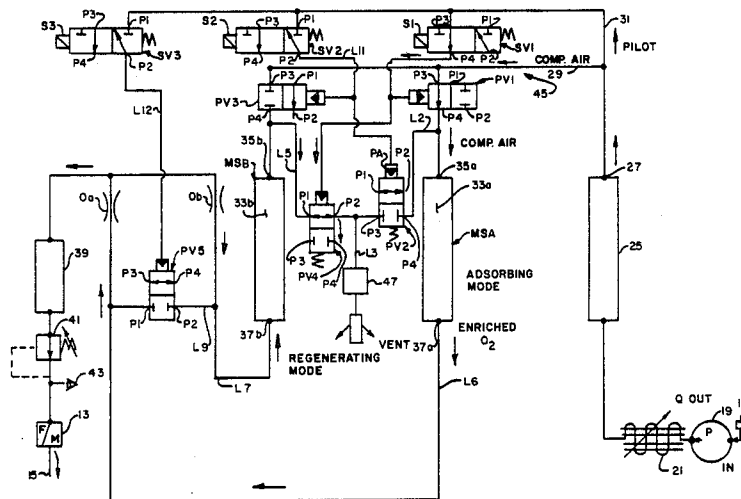 S3 P3 P1 S2 P3 P1 S1 P3 P1
P4 P2 SV3 P4 P2 SV2 L11 P4 P2 SV1
31
PILOT
COMP. AIR
29
45
P3 P1 P3 P1 PV1
PV3 P4 P2 P4 P2
L12
L5 L2
COMP. AIR
MSB 35b PA P2 35a 27
P1
Oa Ob 33b P1 P2 33a
P3 PV2 P4 MSA 25
39 PV5 P3 P4
P3 L3
PV4 P4
ADSORBING
MODE
P1 P2 47
41 L9
37b VENT 37a ENRICHED
O2
REGENERATING
MODE
43 L7 L6
Q OUT
19
13 F/M P
IN
15 21